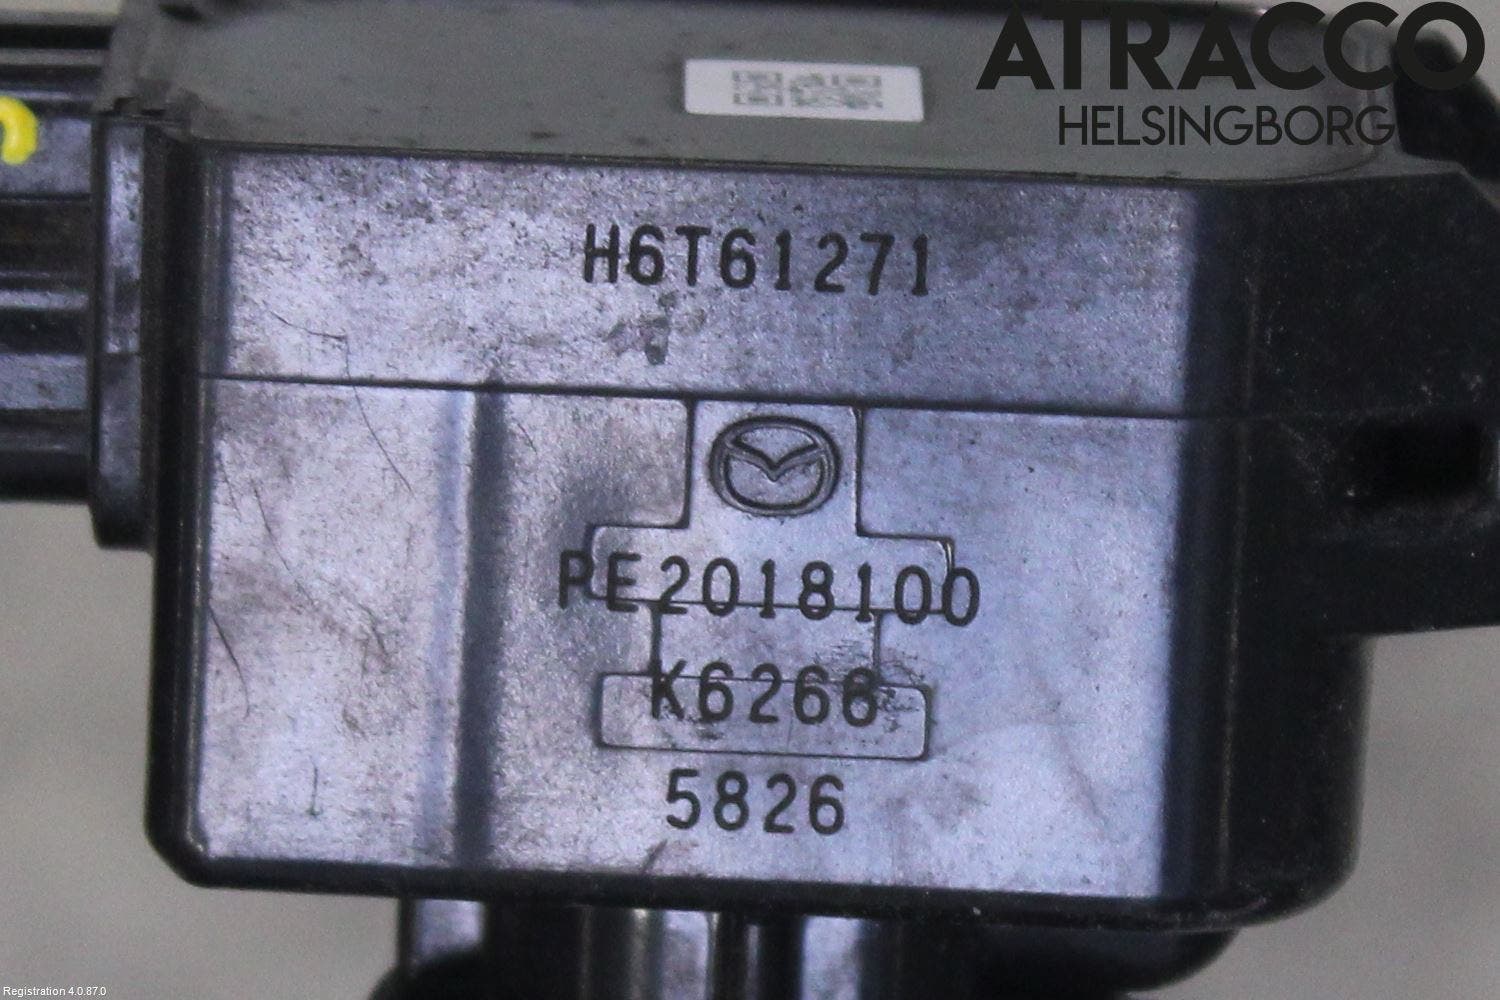 ATRACCO
HELSINGBORG
H6T61271
PE2018100
K6266
5826
Registration 4.0.87.0